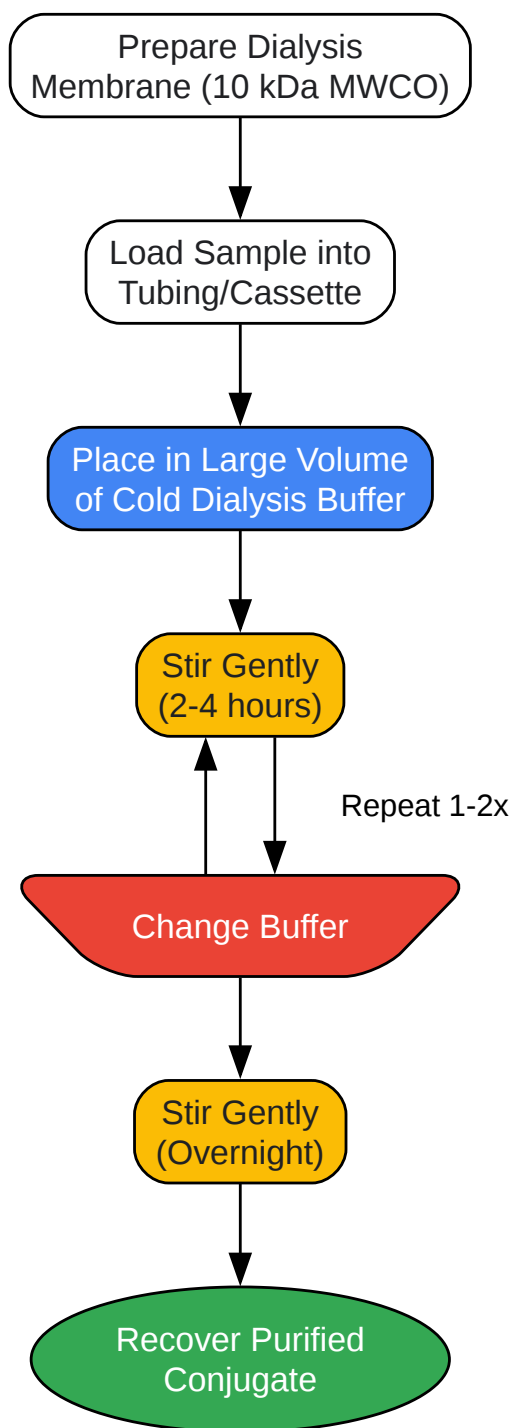 Prepare Dialysis
Membrane (10 kDa MWCO)
Load Sample into
Tubing/Cassette
Place in Large Volume
of Cold Dialysis Buffer
Stir Gently
(2-4 hours)
Repeat 1-2x
Change Buffer
Stir Gently
(Overnight)
Recover Purified
Conjugate